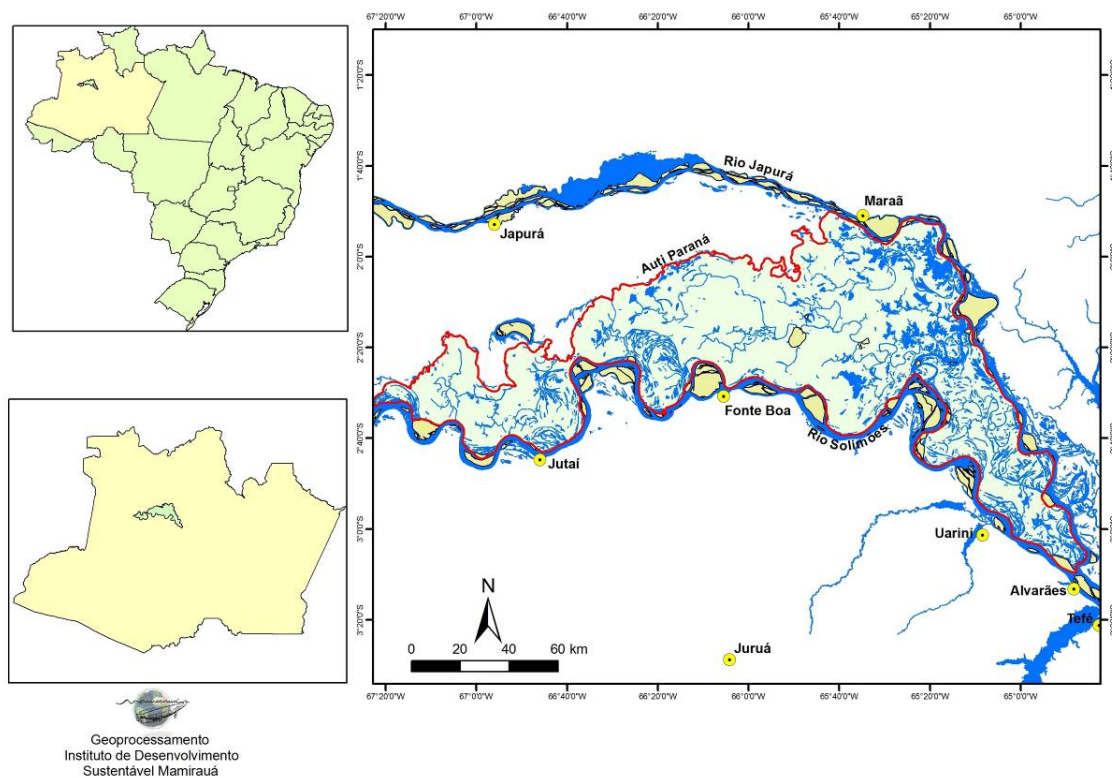 67°20'0"W 67°0'0"W 66°40'0"W 66°20'0"W 66°0'0"W 65°40'0"W 65°20'0"W 65°0'0"W
1°20'0"S
1°40'0"S
2°0'0"S
2°20'0"S
2°40'0"S
3°0'0"S
3°20'0"S
Rio Japurá
Maraã
Japurá
Auti Paraná
Fonte Boa
Rio Solimões
Jutaí
Uarini
Alvarães
Tefé
Juruá
N
0 20 40 60 km
67°20'0"W 67°0'0"W 66°40'0"W 66°20'0"W 66°0'0"W 65°40'0"W 65°20'0"W 65°0'0"W
Geoprocessamento
Instituto de Desenvolvimento
Sustentável Mamirauá